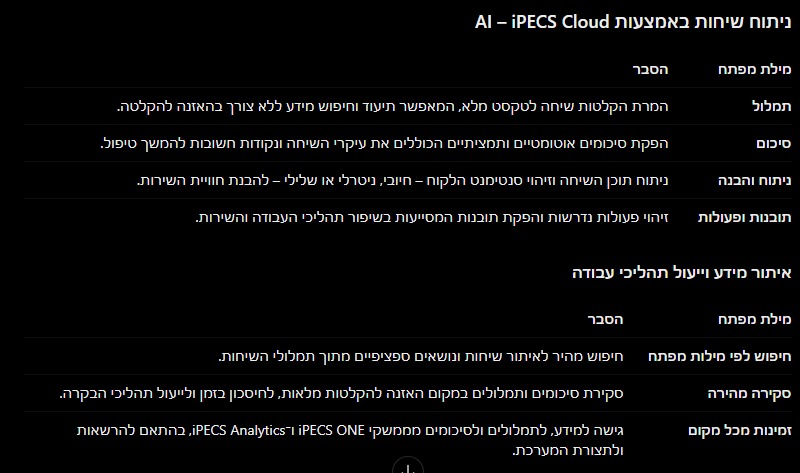 ניתוח שיחות באמצעות AI – iPECS Cloud
מילת מפתח הסבר
תמלול המרת הקלטות שיחה לטקסט מלא, המאפשר תיעוד וחיפוש מידע ללא צורך בהאזנה להקלטה.
סיכום הפקת סיכומים אוטומטיים ותמציתיים הכוללים את עיקרי השיחה ונקודות חשובות להמשך טיפול.
ניתוח והבנה ניתוח תוכן השיחה וזיהוי סנטימנט הלקוח – חיובי, ניטרלי או שלילי – להבנת חוויית השירות.
תובנות ופעולות זיהוי פעולות נדרשות והפקת תובנות המסייעות בשיפור תהליכי העבודה והשירות.
איתור מידע וייעול תהליכי עבודה
מילת מפתח הסבר
חיפוש לפי מילות מפתח חיפוש מהיר לאיתור שיחות ונושאים ספציפיים מתוך תמלולי השיחות.
סקירה מהירה סקירת סיכומים ותמלולים במקום האזנה להקלטות מלאות, לחיסכון בזמן ולייעול תהליכי הבקרה.
זמינות מכל מקום גישה למידע, לתמלולים ולסיכומים מממשקי iPECS ONE ו־iPECS Analytics, בהתאם להרשאות
ולתצורת המערכת.